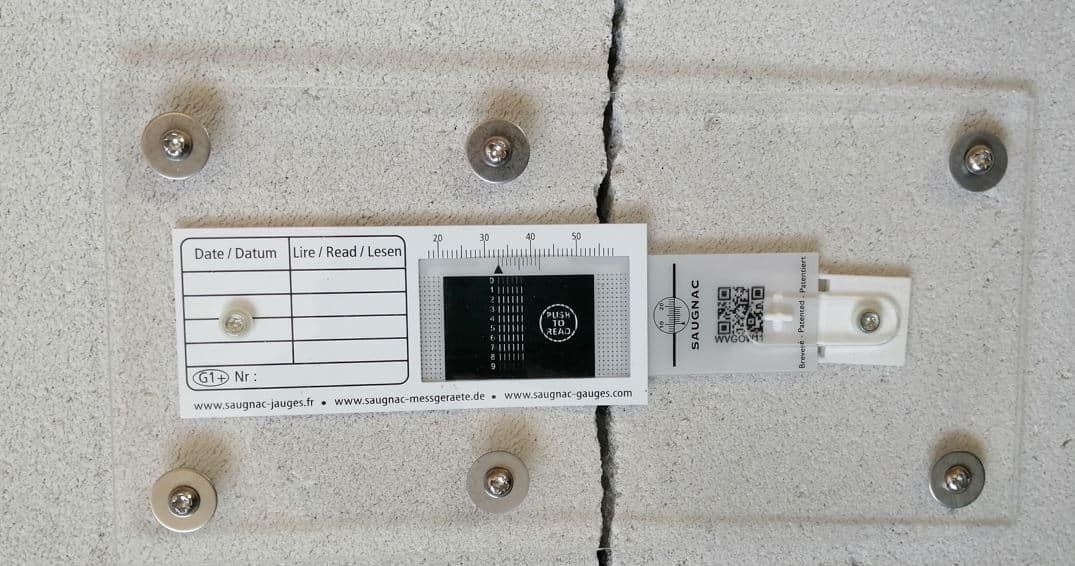 Date / Datum
Lire / Read / Lesen
G1+ Nr :
www.saugnac-jauges.fr • www.saugnac-messgeraete.de • www.saugnac-gauges.com
20 30 40 50
0
1
2
3
4
5
6
7
8
9
PUSH
TO
READ
10 20
SAUGNAC
Breveté - Patented - Patentiert